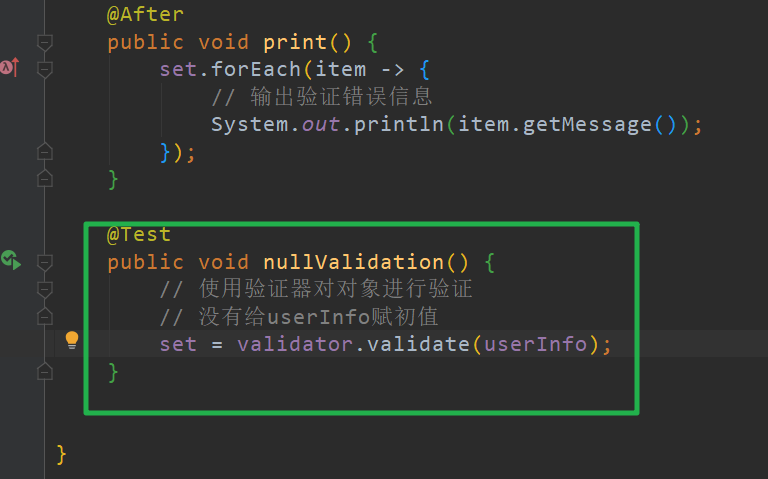 @After
public void print() {
set.forEach(item -> {
// 输出验证错误信息
System.out.println(item.getMessage());
});
}
@Test
public void nullValidation() {
// 使用验证器对对象进行验证
// 没有给userInfo赋初值
set = validator.validate(userInfo);
}
}